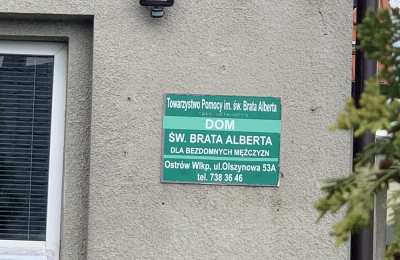 Towarzystwo Pomocy im. św. Brata Alberta
DOM
ŚW. BRATA ALBERTA
DLA BEZDOMNYCH MĘŻCZYZN
Ostrów Wlkp, ul.Olszynowa 53A
tel. 738 36 46